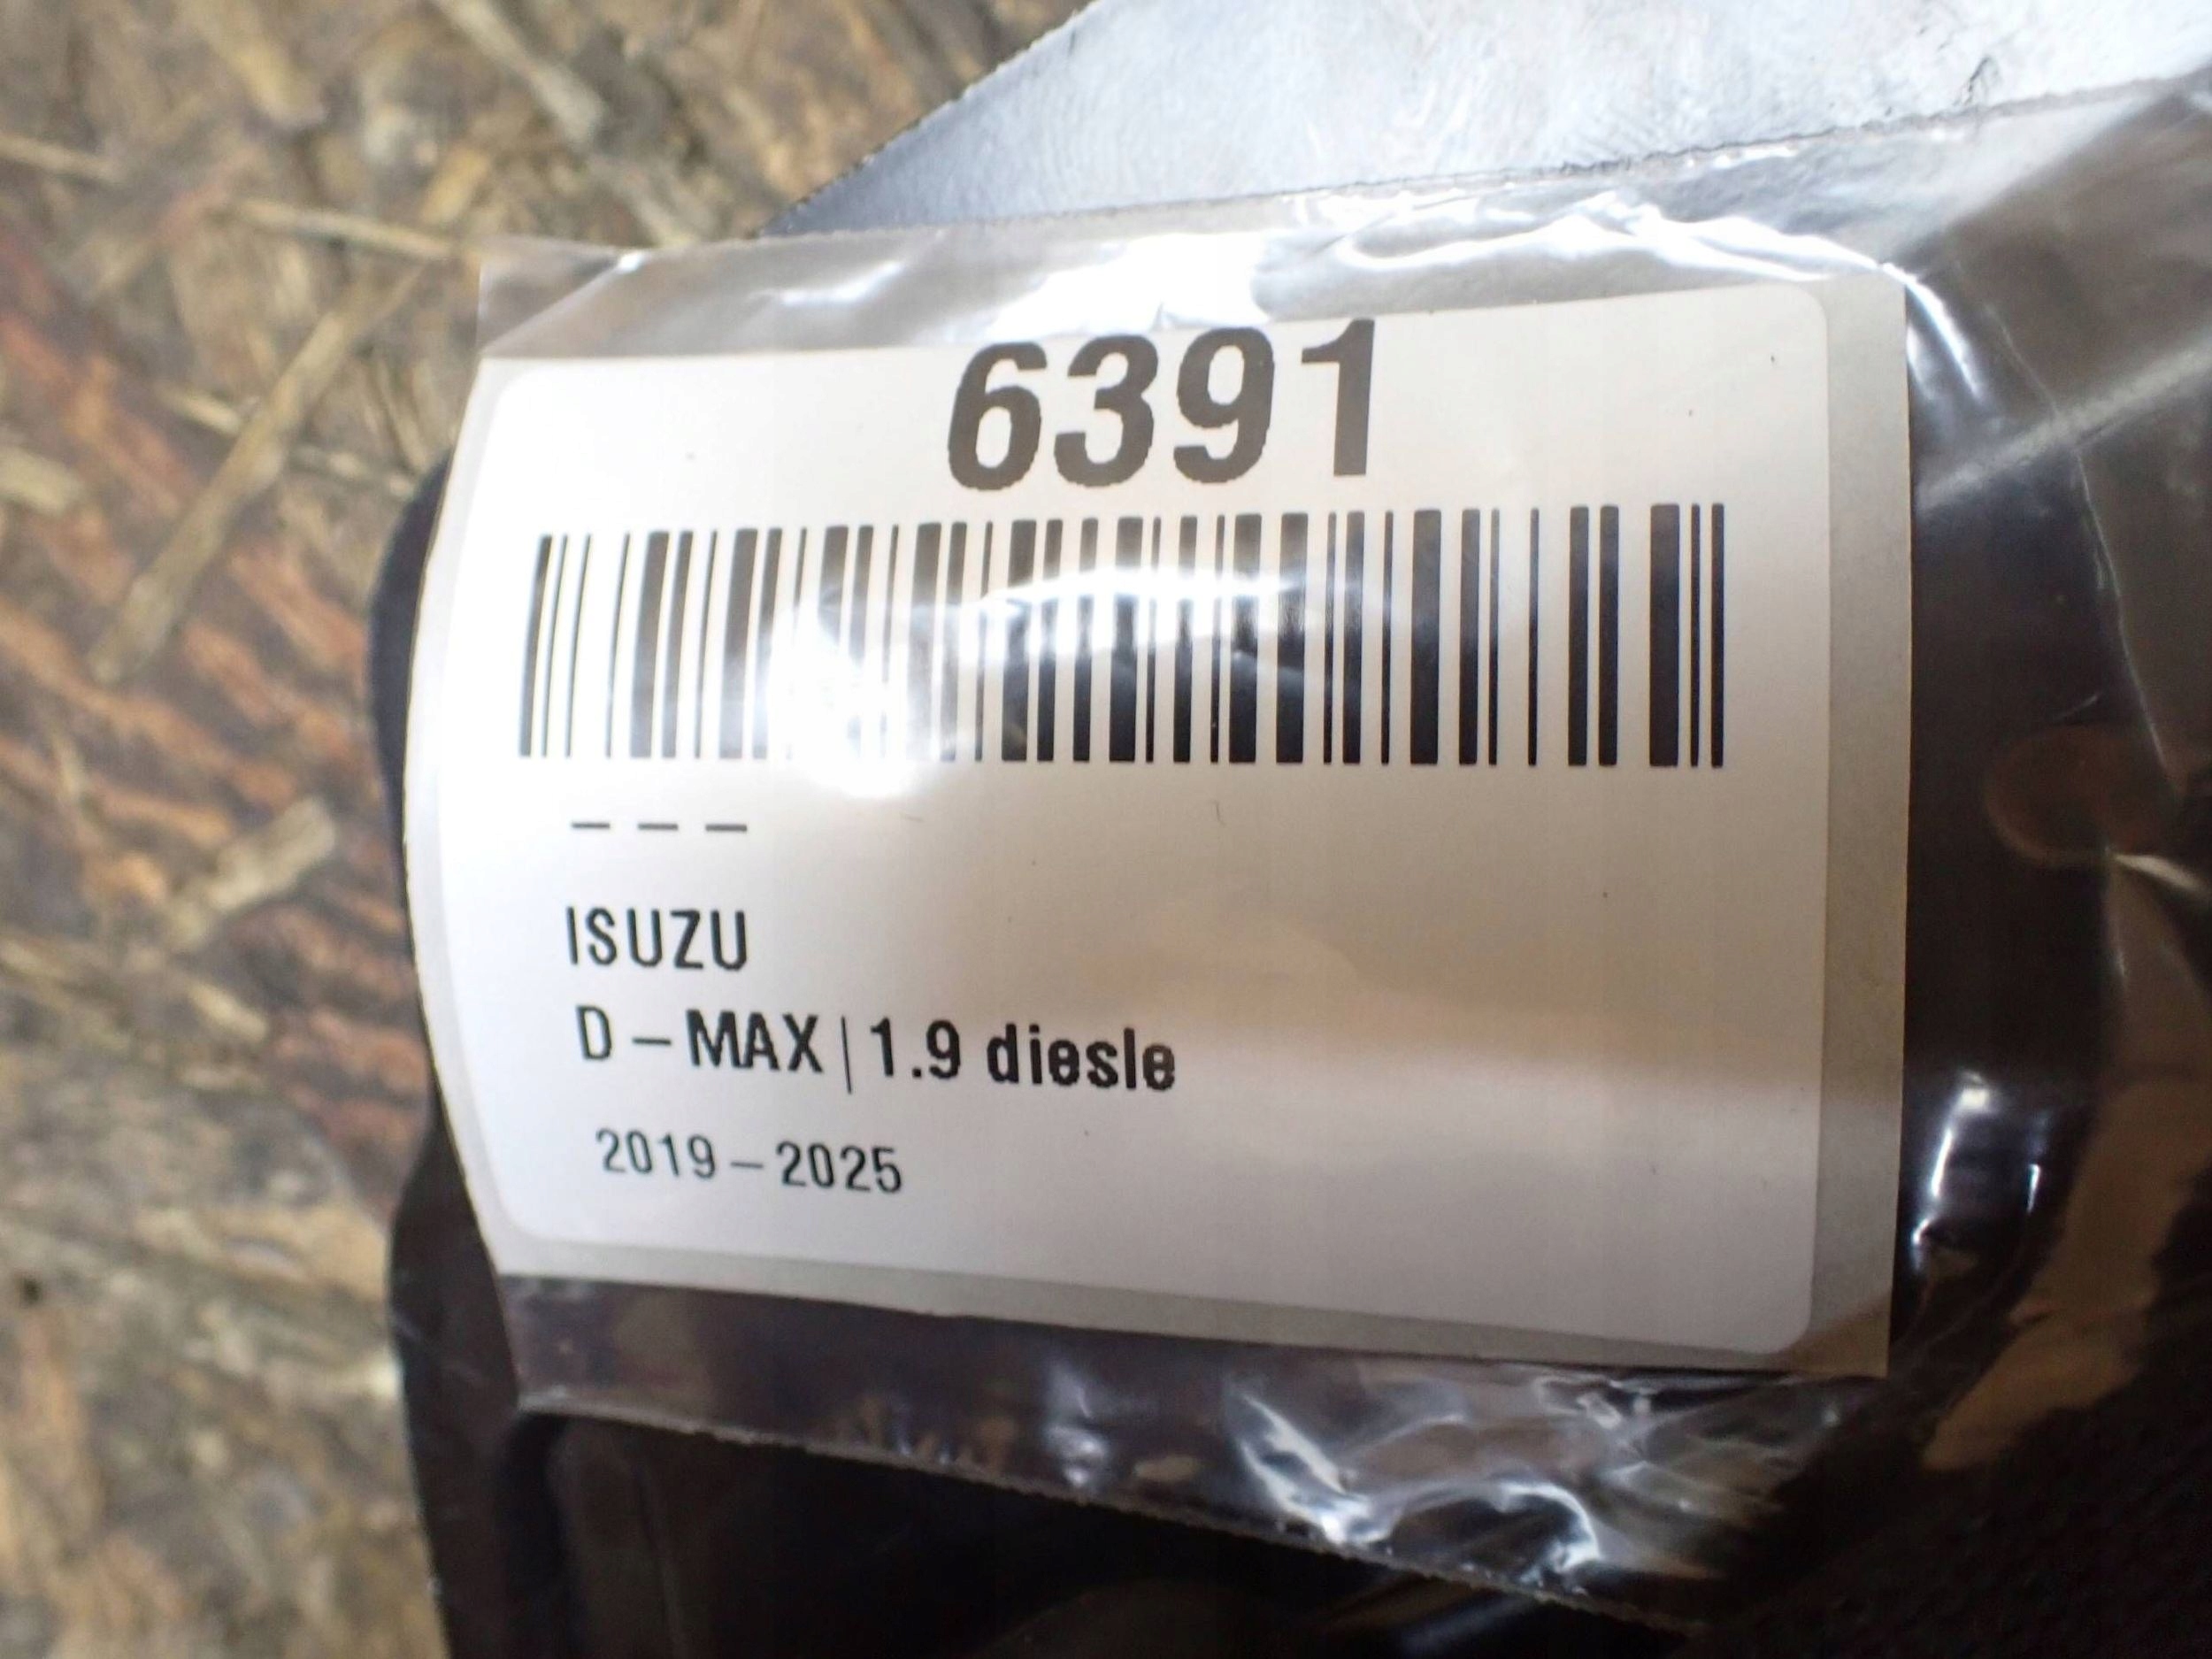 6391
– – –
ISUZU
D – MAX | 1.9 diesle
2019 – 2025